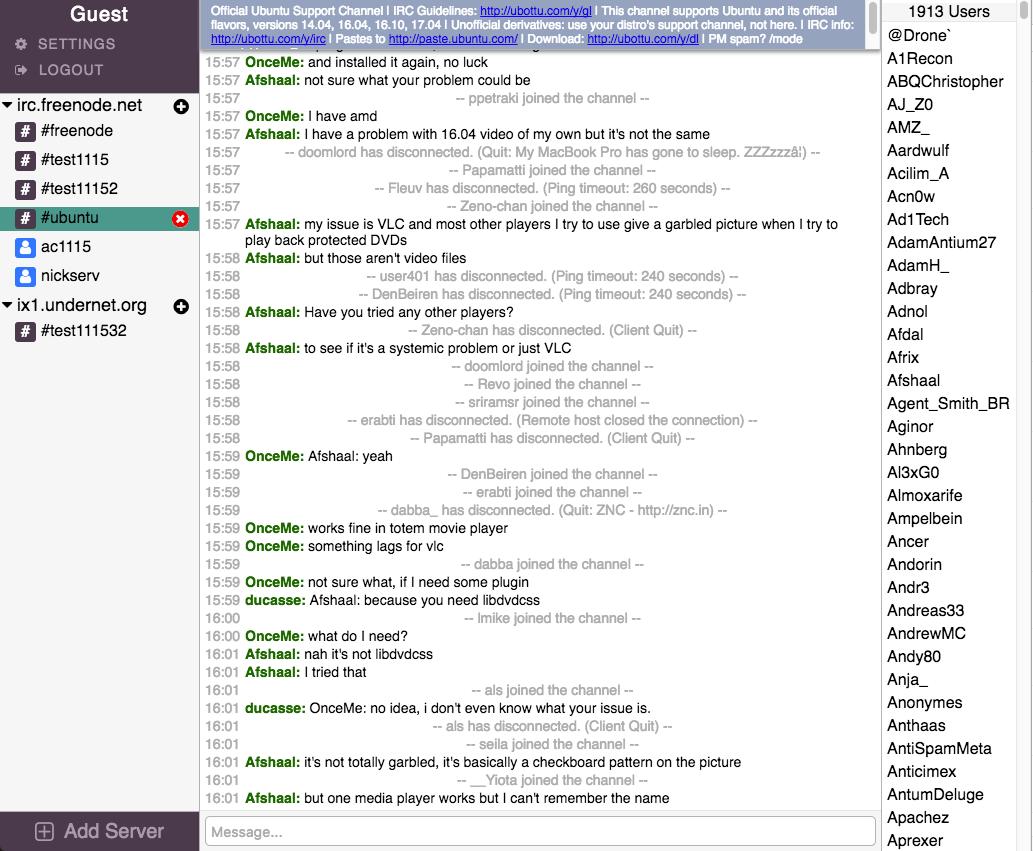 Guest
SETTINGS
LOGOUT
irc.freenode.net
#freenode
#test1115
#test11152
#ubuntu
ac1115
nickserv
ix1.undernet.org
#test111532
Add Server
Official Ubuntu Support Channel | IRC Guidelines: http://ubottu.com/y/gl | This channel supports Ubuntu and its official
flavors, versions 14.04, 16.04, 16.10, 17.04 | Unofficial derivatives: use your distro's support channel, not here. | IRC info:
http://ubottu.com/y/irc | Pastes to http://paste.ubuntu.com/ | Download: http://ubottu.com/y/dl | PM spam? /mode
15:57 OnceMe: and installed it again, no luck
15:57 Afshaal: not sure what your problem could be
15:57 -- ppetraki joined the channel --
15:57 OnceMe: I have amd
15:57 Afshaal: I have a problem with 16.04 video of my own but it's not the same
15:57 -- doomlord has disconnected. (Quit: My MacBook Pro has gone to sleep. ZZZzzzâ¦) --
15:57 -- Papamatti joined the channel --
15:57 -- Fleuv has disconnected. (Ping timeout: 260 seconds) --
15:57 -- Zeno-chan joined the channel --
15:57 Afshaal: my issue is VLC and most other players I try to use give a garbled picture when I try to
play back protected DVDs
15:58 Afshaal: but those aren't video files
15:58 -- user401 has disconnected. (Ping timeout: 240 seconds) --
15:58 -- DenBeiren has disconnected. (Ping timeout: 240 seconds) --
15:58 Afshaal: Have you tried any other players?
15:58 -- Zeno-chan has disconnected. (Client Quit) --
15:58 Afshaal: to see if it's a systemic problem or just VLC
15:58 -- doomlord joined the channel --
15:58 -- Revo joined the channel --
15:58 -- sriramsr joined the channel --
15:58 -- erabti has disconnected. (Remote host closed the connection) --
15:58 -- Papamatti has disconnected. (Client Quit) --
15:59 OnceMe: Afshaal: yeah
15:59 -- DenBeiren joined the channel --
15:59 -- erabti joined the channel --
15:59 -- dabba_ has disconnected. (Quit: ZNC - http://znc.in) --
15:59 OnceMe: works fine in totem movie player
15:59 OnceMe: something lags for vlc
15:59 -- dabba joined the channel --
15:59 OnceMe: not sure what, if I need some plugin
15:59 ducasse: Afshaal: because you need libdvdcss
16:00 -- lmike joined the channel --
16:00 OnceMe: what do I need?
16:01 Afshaal: nah it's not libdvdcss
16:01 Afshaal: I tried that
16:01 -- als joined the channel --
16:01 ducasse: OnceMe: no idea, i don't even know what your issue is.
16:01 -- als has disconnected. (Client Quit) --
16:01 -- seila joined the channel --
16:01 Afshaal: it's not totally garbled, it's basically a checkboard pattern on the picture
16:01 -- __Yiota joined the channel --
16:01 Afshaal: but one media player works but I can't remember the name
Message...
1913 Users
@Drone`
A1Recon
ABQChristopher
AJ_Z0
AMZ_
Aardwulf
Acilim_A
Acn0w
Ad1Tech
AdamAntium27
AdamH_
Adbray
Adnol
Afdal
Afrix
Afshaal
Agent_Smith_BR
Aginor
Ahnberg
Al3xG0
Almoxarife
Ampelbein
Ancer
Andorin
Andr3
Andreas33
AndrewMC
Andy80
Anja_
Anonymes
Anthaas
AntiSpamMeta
Anticimex
AntumDeluge
Apachez
Aprexer